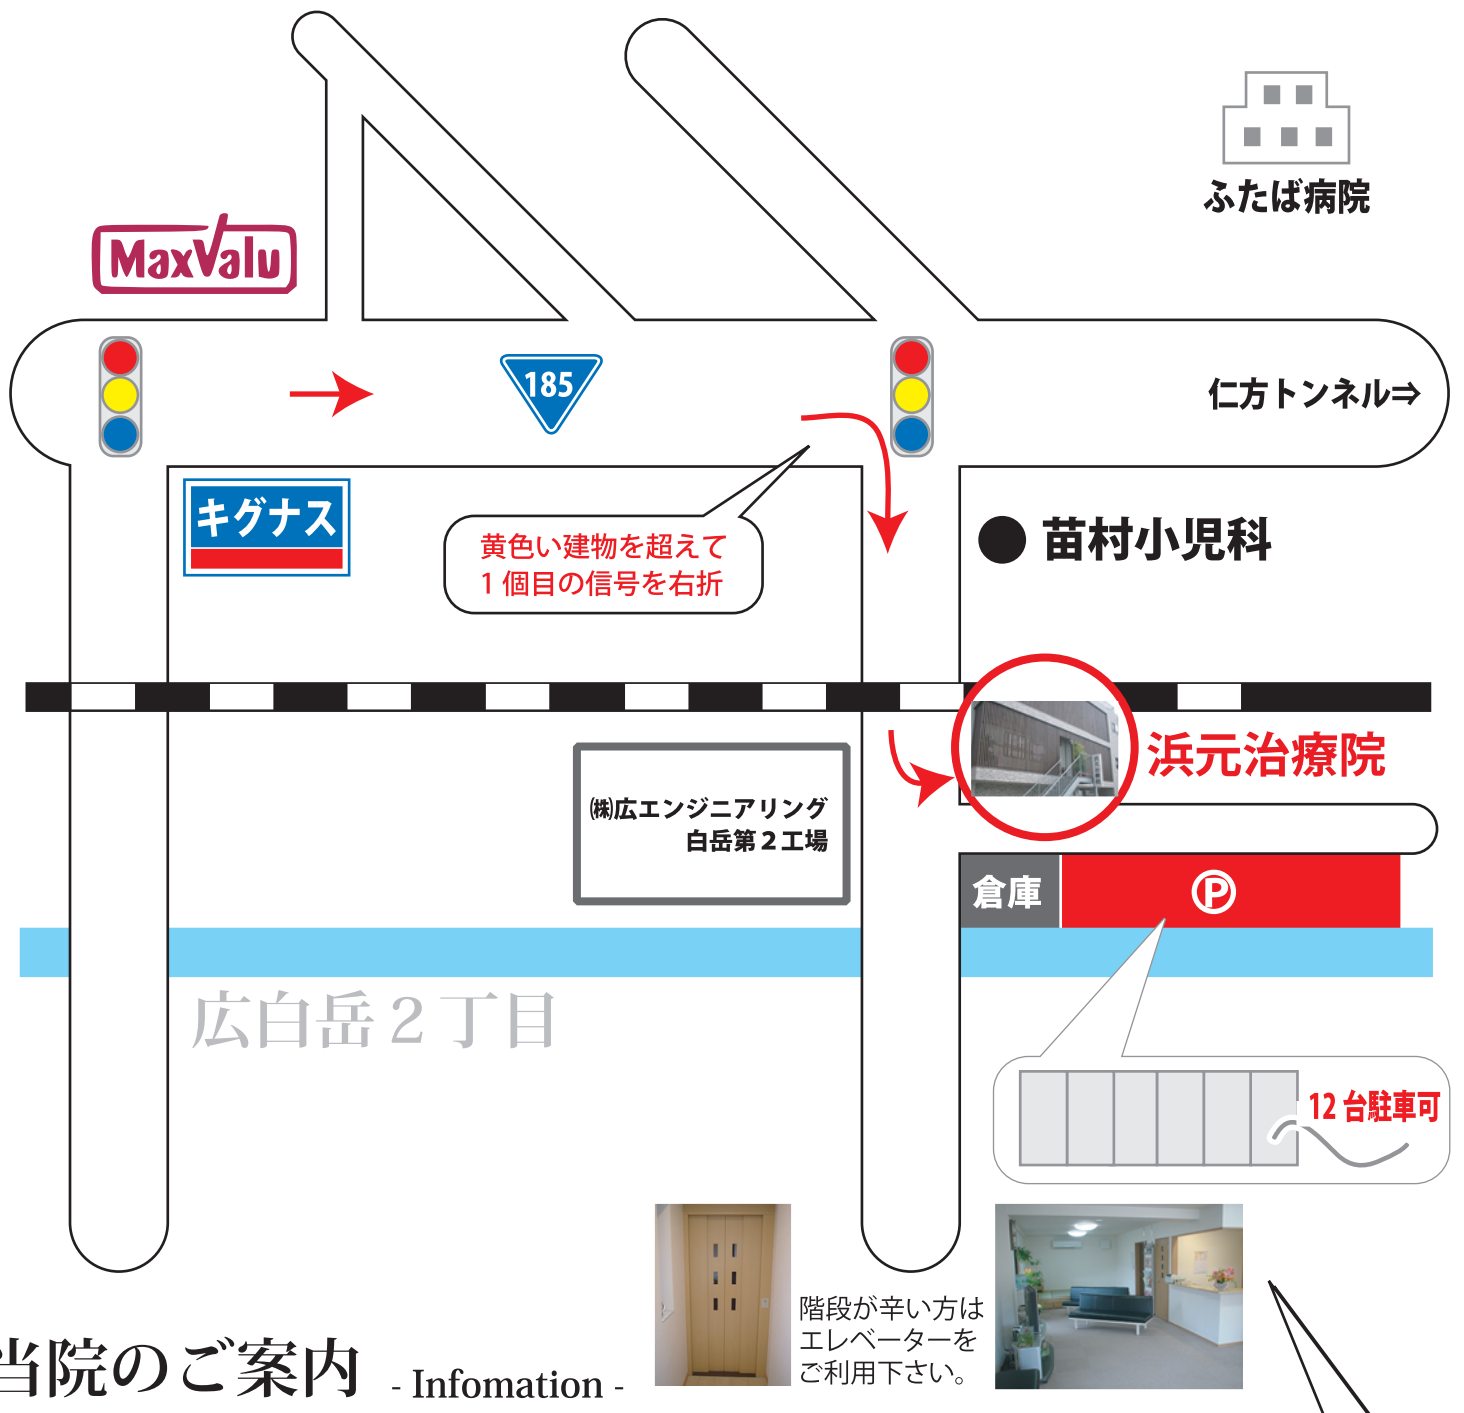 ふたば病院
MaxValu
185
仁方トンネル⇒
キグナス
黄色い建物を超えて
1 個目の信号を右折
苗村小児科
浜元治療院
㈱広エンジニアリング
白岳第２工場
倉庫
P
広白岳２丁目
12 台駐車可
階段が辛い方は
エレベーターを
ご利用下さい。
当院のご案内 - Infomation -